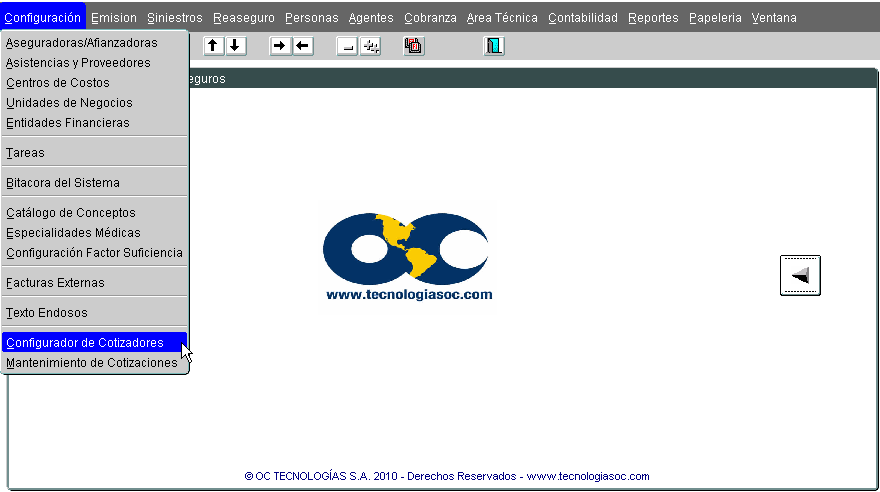 Configuración Emision Siniestros Reaseguro Personas Agentes Cobranza Area Técnica Contabilidad Reportes Papeleria Ventana
Aseguradoras/Afianzadoras
Asistencias y Proveedores
Centros de Costos
Unidades de Negocios
Entidades Financieras
Tareas
Bitacora del Sistema
Catálogo de Conceptos
Especialidades Médicas
Configuración Factor Suficiencia
Facturas Externas
Texto Endosos
Configurador de Cotizadores
Mantenimiento de Cotizaciones
eguros
OC
www.tecnologiasoc.com
© OC TECNOLOGÍAS S.A. 2010 - Derechos Reservados - www.tecnologiasoc.com